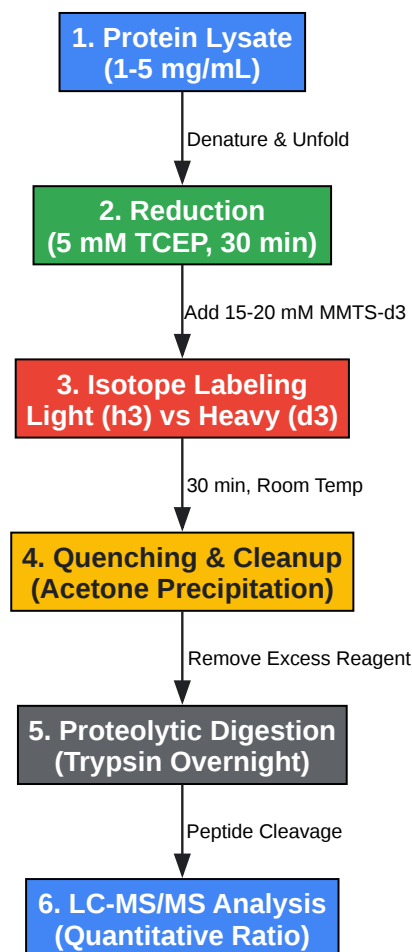 1. Protein Lysate
(1-5 mg/mL)
Denature & Unfold
2. Reduction
(5 mM TCEP, 30 min)
Add 15-20 mM MMTS-d3
3. Isotope Labeling
Light (h3) vs Heavy (d3)
30 min, Room Temp
4. Quenching & Cleanup
(Acetone Precipitation)
Remove Excess Reagent
5. Proteolytic Digestion
(Trypsin Overnight)
Peptide Cleavage
6. LC-MS/MS Analysis
(Quantitative Ratio)